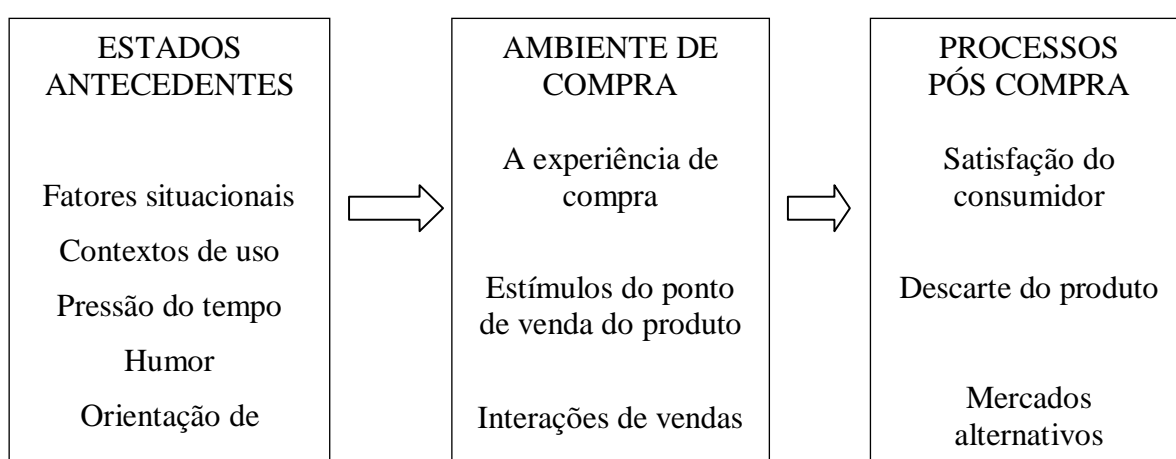 ESTADOS
ANTECEDENTES
Fatores situacionais
Contextos de uso
Pressão do tempo
Humor
Orientação de
AMBIENTE DE
COMPRA
A experiência de
compra
Estímulos do ponto
de venda do produto
Interações de vendas
PROCESSOS
PÓS COMPRA
Satisfação do
consumidor
Descarte do produto
Mercados
alternativos